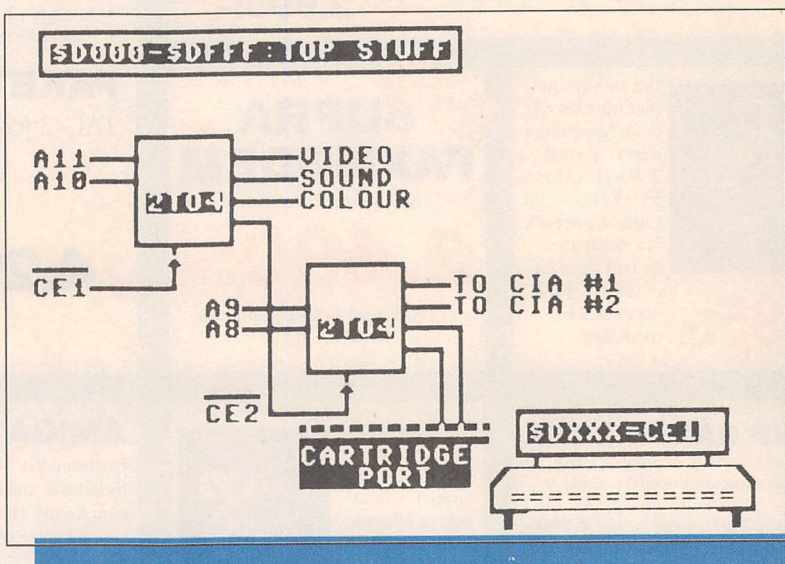 $D000-$DFFF:TOP STUFF
A11
A10
2TO4
VIDEO
SOUND
COLOUR
CE1
A9
A8
2TO4
TO CIA #1
TO CIA #2
CE2
CARTRIDGE
PORT
$DXXX=CE1